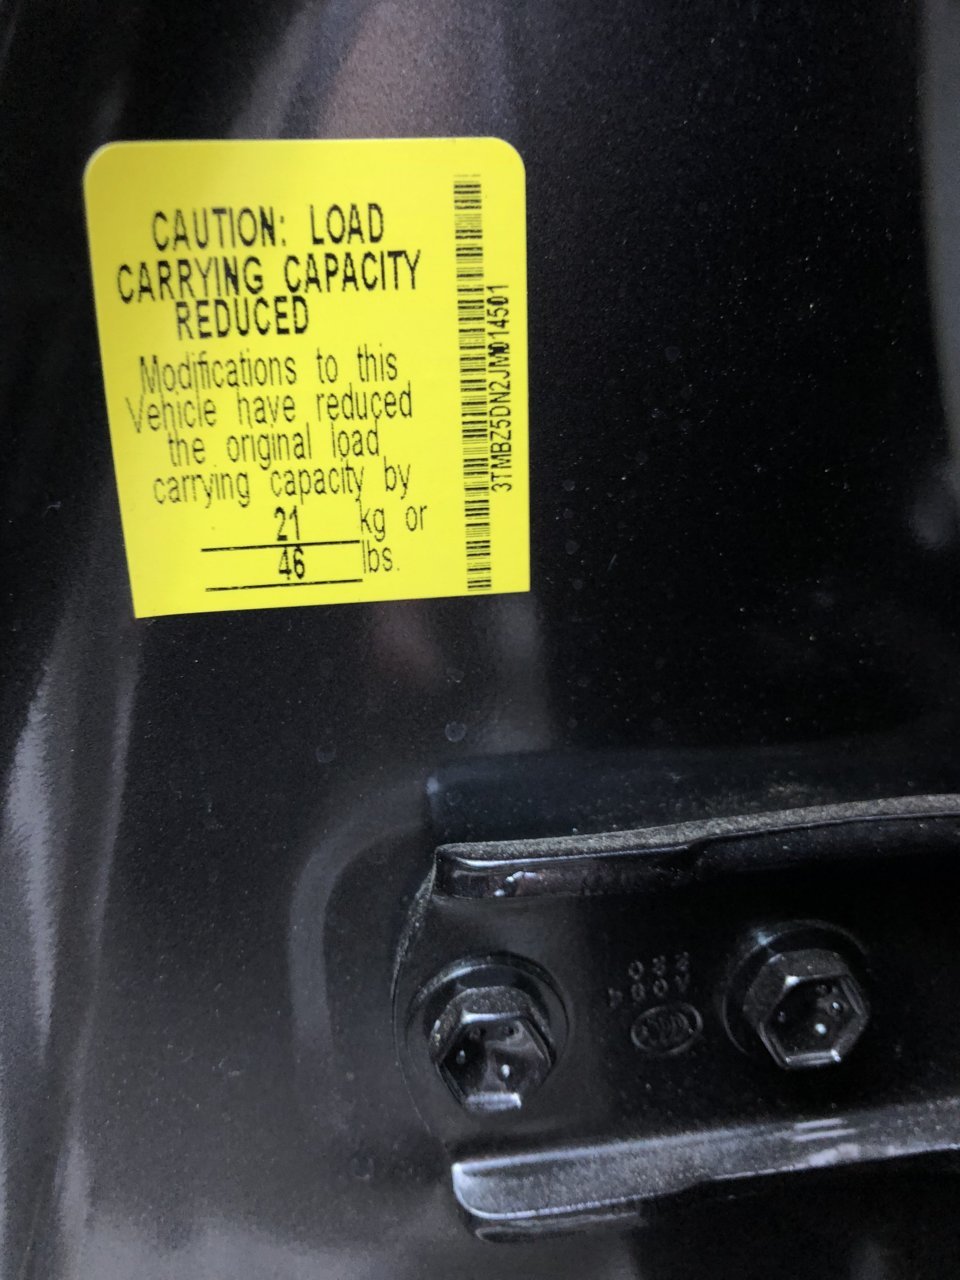 CAUTION: LOAD
CARRYING CAPACITY
REDUCED
Modifications to this
Vehicle have reduced
the original load
carrying capacity by
21 kg or
46 lbs.
3TMBZ5DN2JM014501